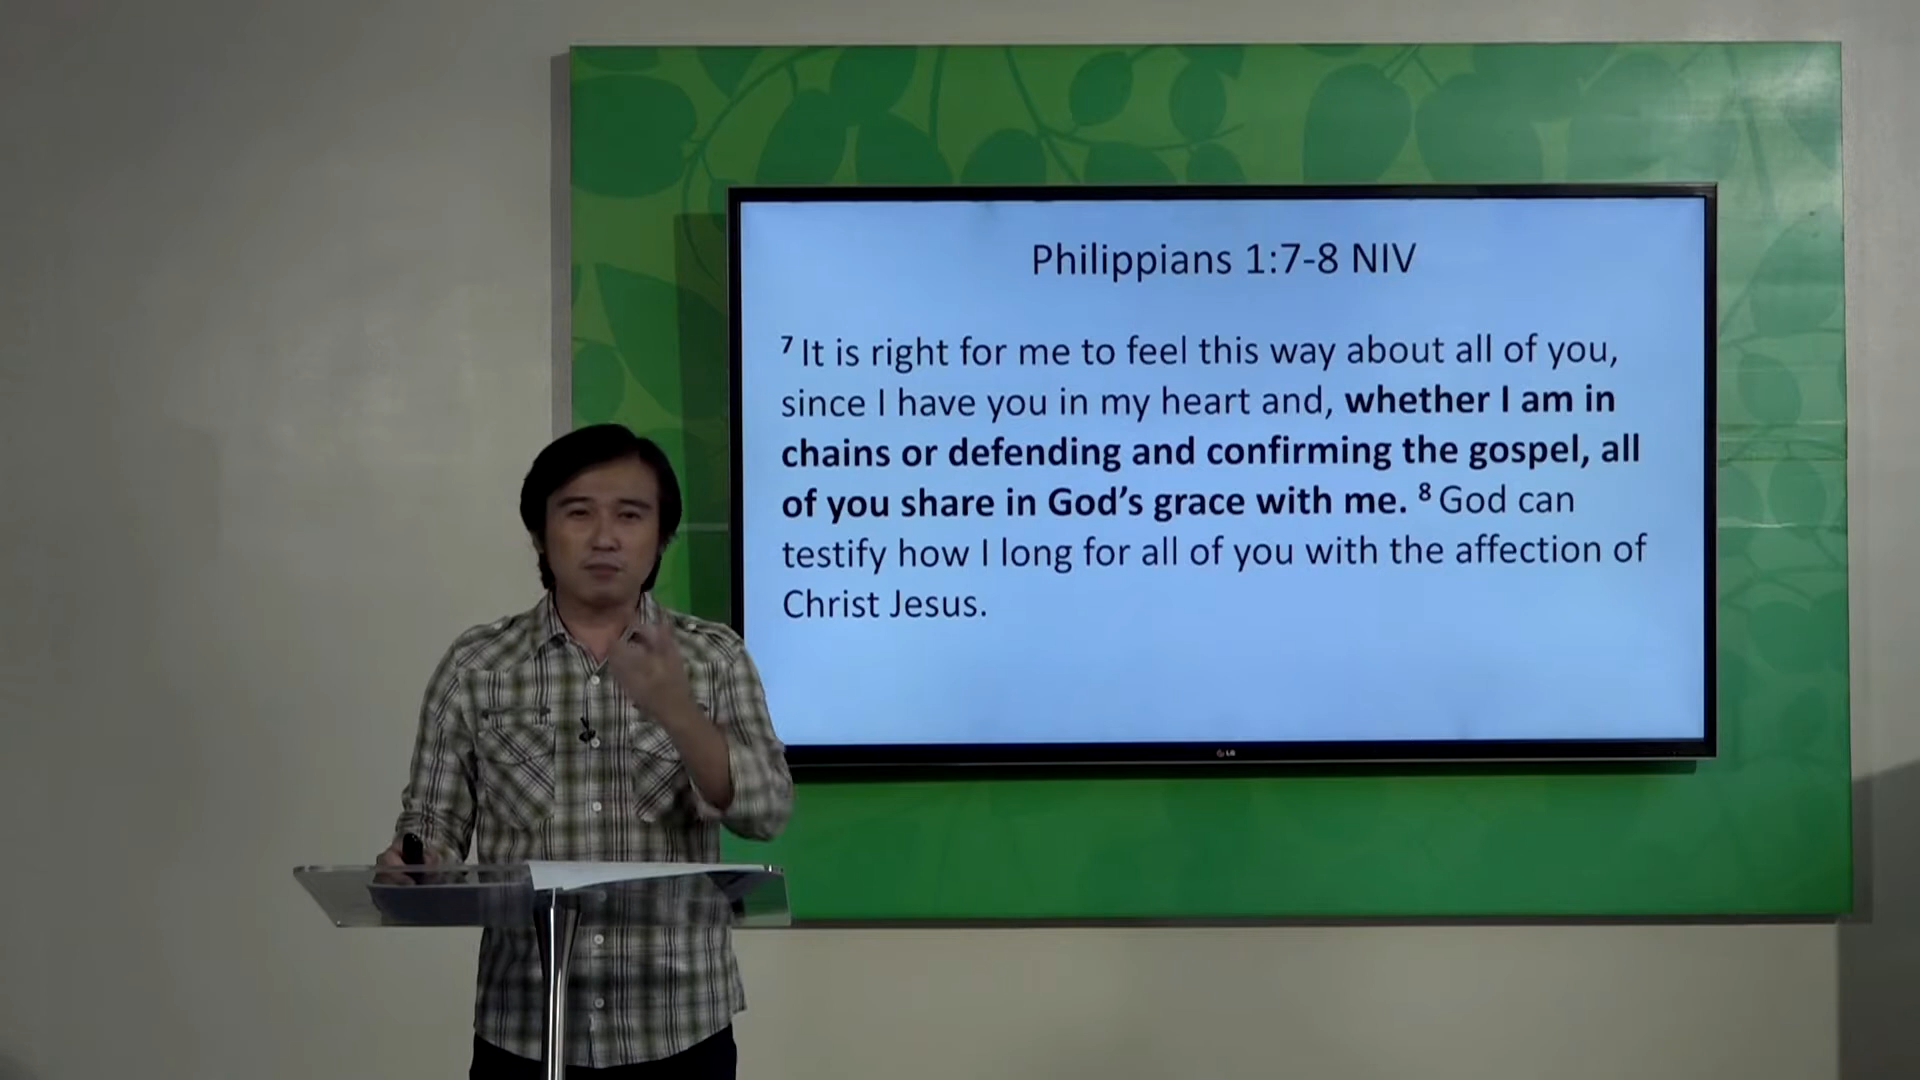 Philippians 1:7-8 NIV
⁷ It is right for me to feel this way about all of you,
since I have you in my heart and, whether I am in
chains or defending and confirming the gospel, all
of you share in God’s grace with me. ⁸ God can
testify how I long for all of you with the affection of
Christ Jesus.
LG